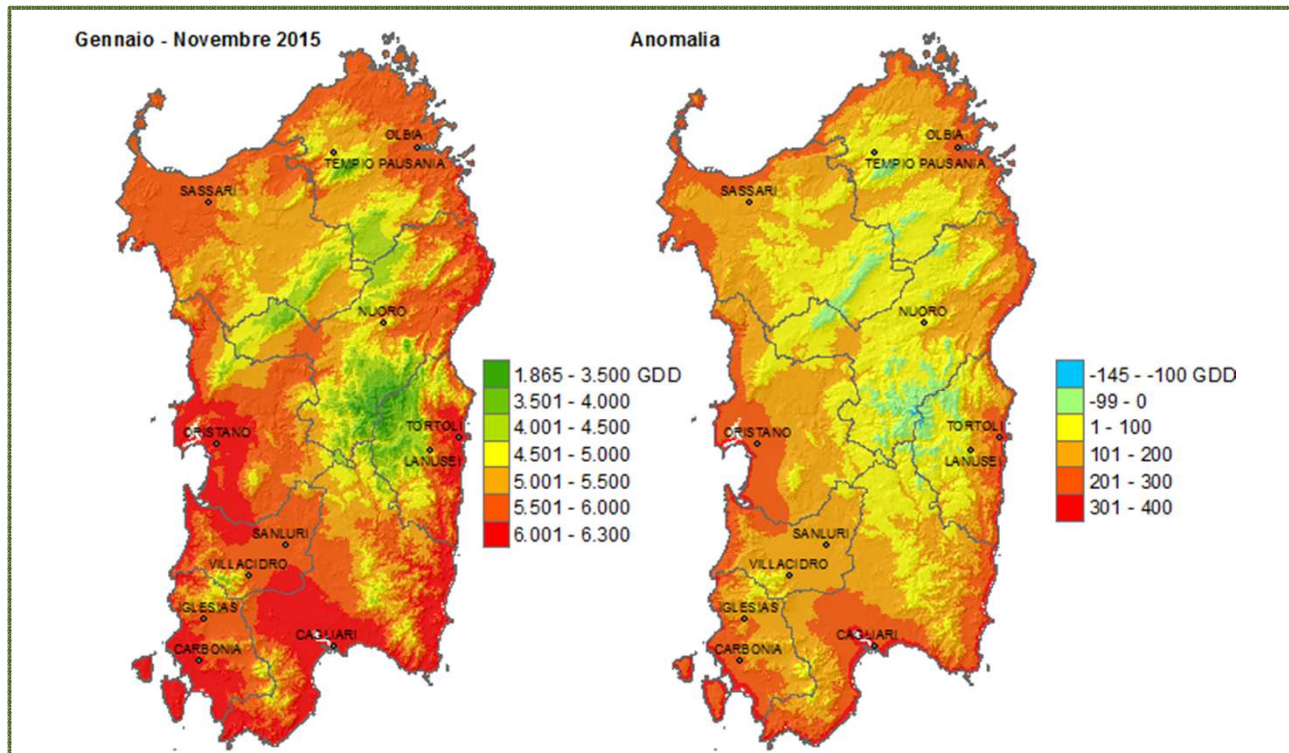 Gennaio - Novembre 2015
OLBIA
TEMPIO PAUSANIA
SASSARI
NUORO
ORISTANO
TORTOLI
LANUSEI
SANLURI
VILLACIDRO
IGLESIAS
CARBONIA
CAGLIARI
1.865 - 3.500 GDD
3.501 - 4.000
4.001 - 4.500
4.501 - 5.000
5.001 - 5.500
5.501 - 6.000
6.001 - 6.300
Anomalia
OLBIA
TEMPIO PAUSANIA
SASSARI
NUORO
ORISTANO
TORTOLI
LANUSEI
SANLURI
VILLACIDRO
IGLESIAS
CARBONIA
CAGLIARI
-145 - -100 GDD
-99 - 0
1 - 100
101 - 200
201 - 300
301 - 400